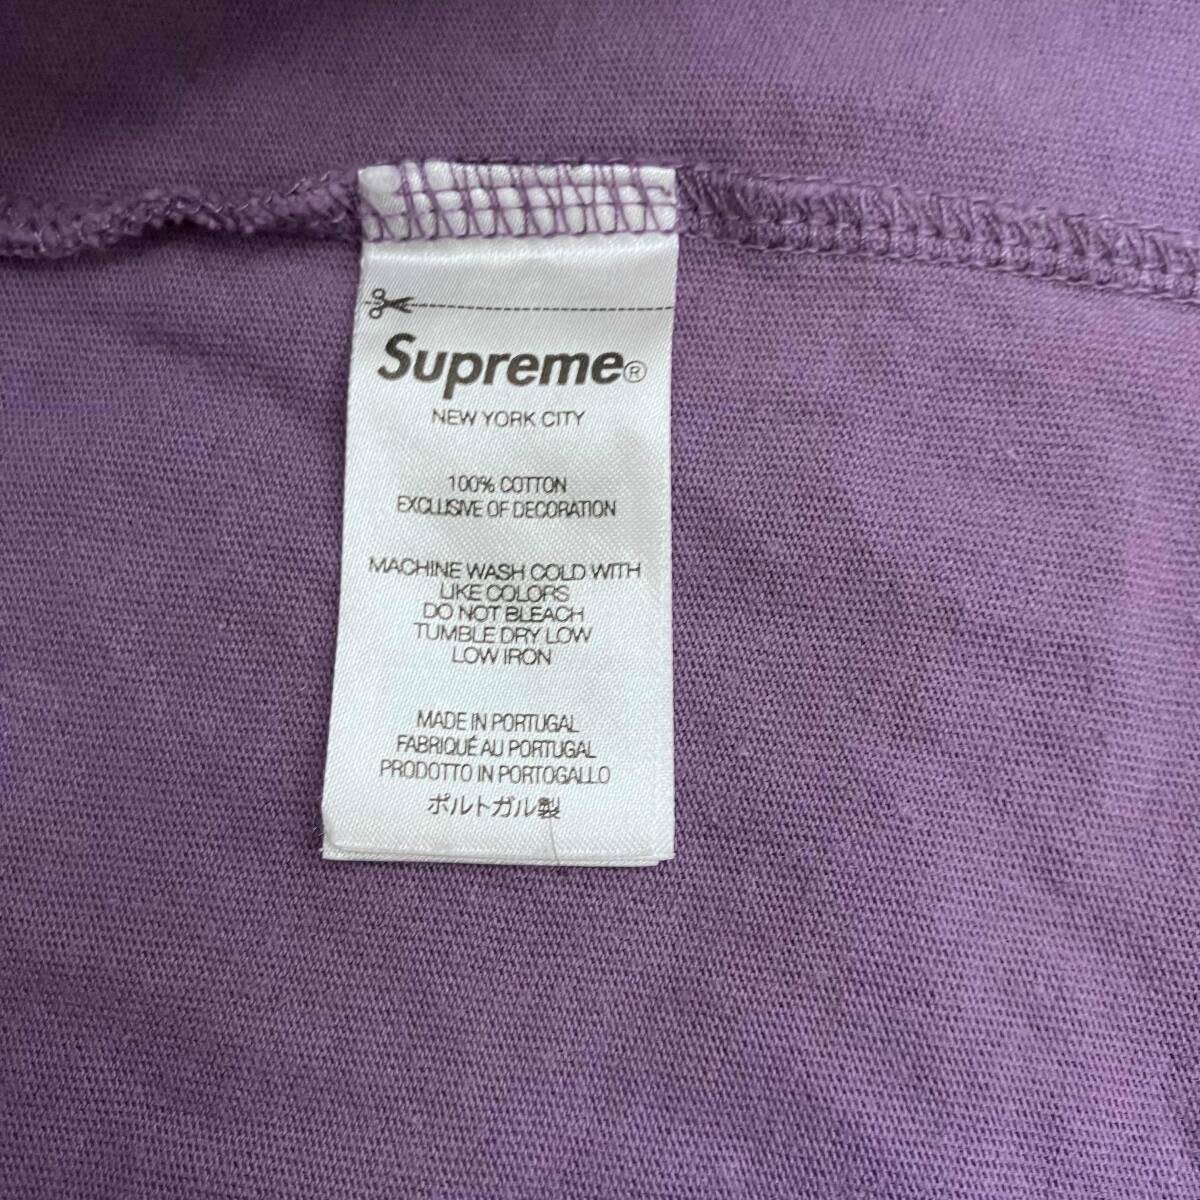 Supreme®
NEW YORK CITY
100% COTTON
EXCLUSIVE OF DECORATION
MACHINE WASH COLD WITH
LIKE COLORS
DO NOT BLEACH
TUMBLE DRY LOW
LOW IRON
MADE IN PORTUGAL
FABRIQUÉ AU PORTUGAL
PRODOTTO IN PORTOGALLO
ポルトガル製